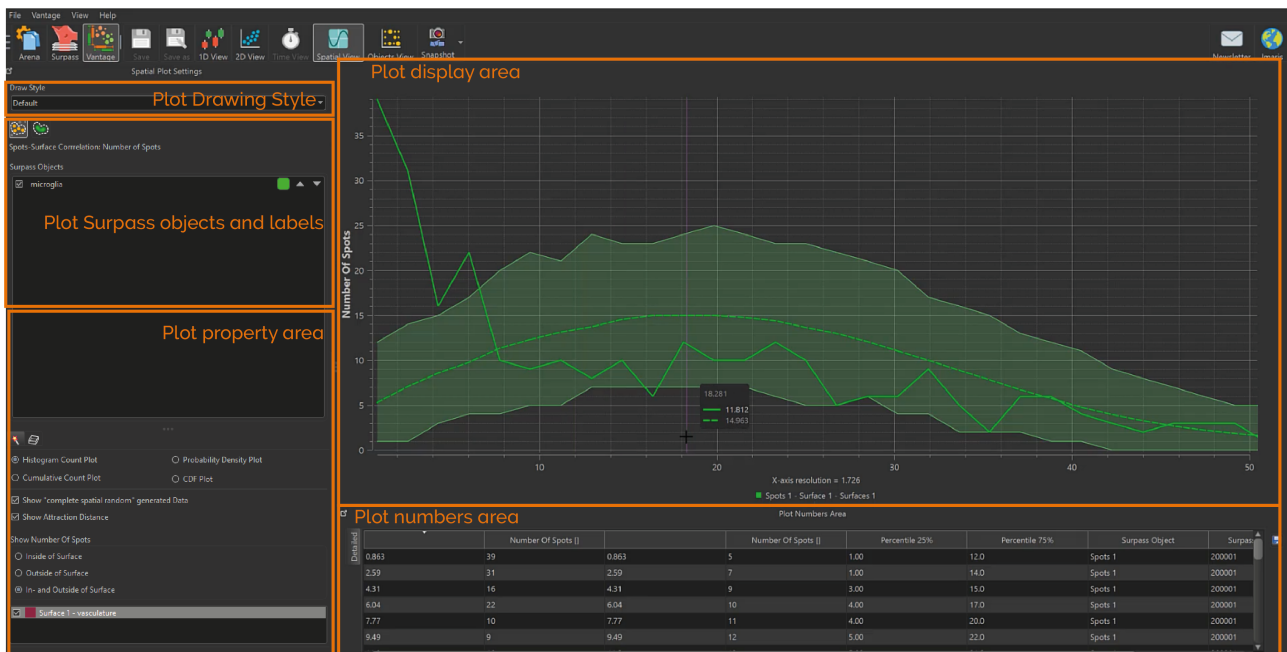 File Vantage View Help
Arena Surpass Vantage Save Save as 1D View 2D View Time View Spatial View Objects View Snapshot Newsletter Imaris
Spatial Plot Settings
Plot display area
Draw Style
Default
Plot Drawing Style
Spots-Surface Correlation: Number of Spots
Surpass Objects
microglia
Plot Surpass objects and labels
Plot property area
Histogram Count Plot Probability Density Plot
Cumulative Count Plot CDF Plot
Show "complete spatial random" generated Data
Show Attraction Distance
Show Number Of Spots
Inside of Surface
Outside of Surface
In- and Outside of Surface
Surface 1 - vasculature
Number Of Spots
35
30
25
20
15
10
5
0
18.281
11.812
14.963
10 20 30 40 50
X-axis resolution = 1.726
Spots 1 - Surface 1 - Surfaces 1
Plot numbers area
Plot Numbers Area
Detailed
Number Of Spots [] Number Of Spots [] Percentile 25% Percentile 75% Surpass Object Surpass
0.863 39 0.863 5 1.00 12.0 Spots 1 200001
2.59 31 2.59 7 1.00 14.0 Spots 1 200001
4.31 16 4.31 9 3.00 15.0 Spots 1 200001
6.04 22 6.04 10 4.00 17.0 Spots 1 200001
7.77 10 7.77 11 4.00 20.0 Spots 1 200001
9.49 9 9.49 12 5.00 22.0 Spots 1 200001